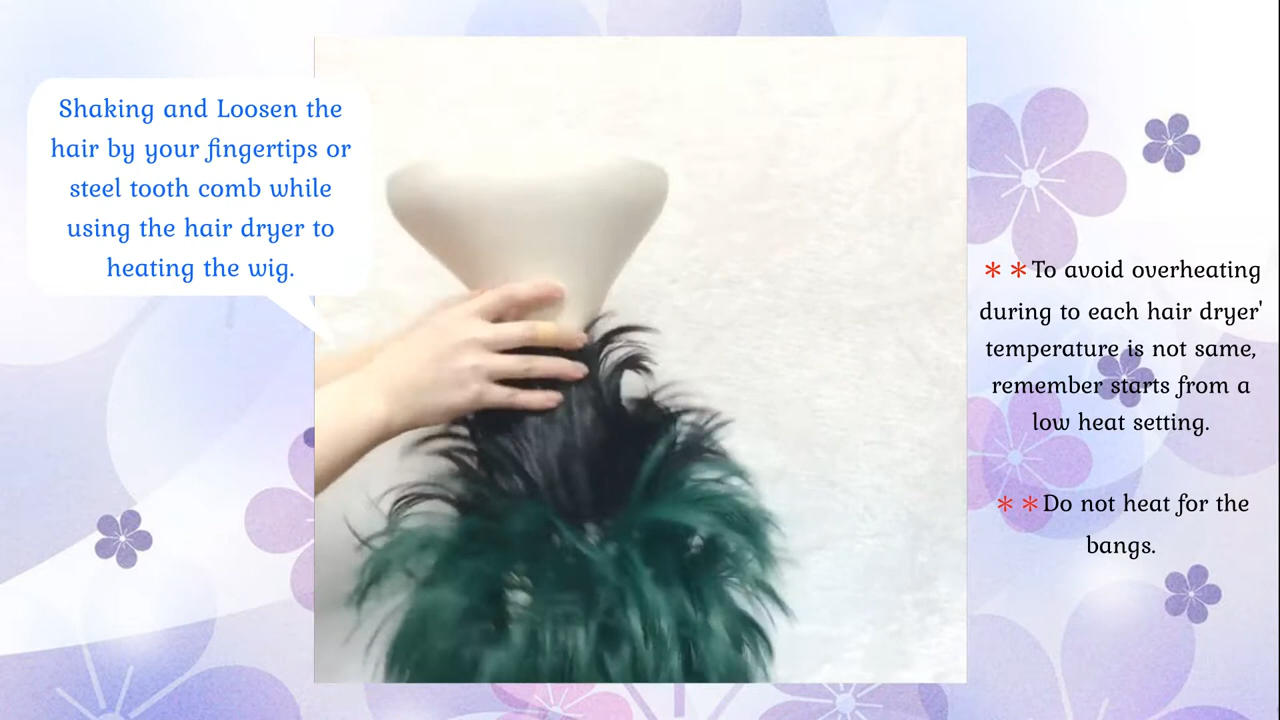 Shaking and Loosen the
hair by your fingertips or
steel tooth comb while
using the hair dryer to
heating the wig.
**To avoid overheating
during to each hair dryer'
temperature is not same,
remember starts from a
low heat setting.
**Do not heat for the
bangs.